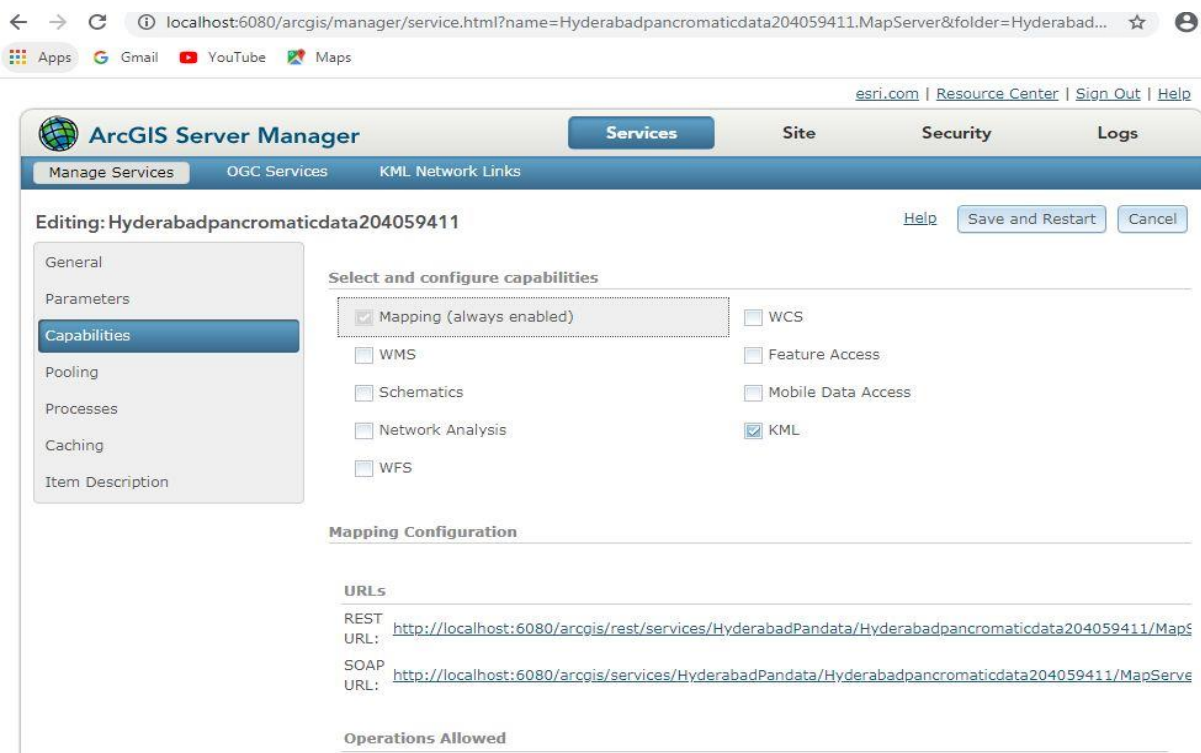 localhost:6080/arcgis/manager/service.html?name=Hyderabadpancromaticdata204059411.MapServer&folder=Hyderabad...
Apps Gmail YouTube Maps
esri.com | Resource Center | Sign Out | Help
ArcGIS Server Manager Services Site Security Logs
Manage Services OGC Services KML Network Links
Editing: Hyderabadpancromaticdata204059411 Help Save and Restart Cancel
General
Parameters
Capabilities
Pooling
Processes
Caching
Item Description
Select and configure capabilities
Mapping (always enabled) WCS
WMS Feature Access
Schematics Mobile Data Access
Network Analysis KML
WFS
Mapping Configuration
URLs
REST URL: http://localhost:6080/arcgis/rest/services/HyderabadPandata/Hyderabadpancromaticdata204059411/MapS
SOAP URL: http://localhost:6080/arcgis/services/HyderabadPandata/Hyderabadpancromaticdata204059411/MapServe
Operations Allowed